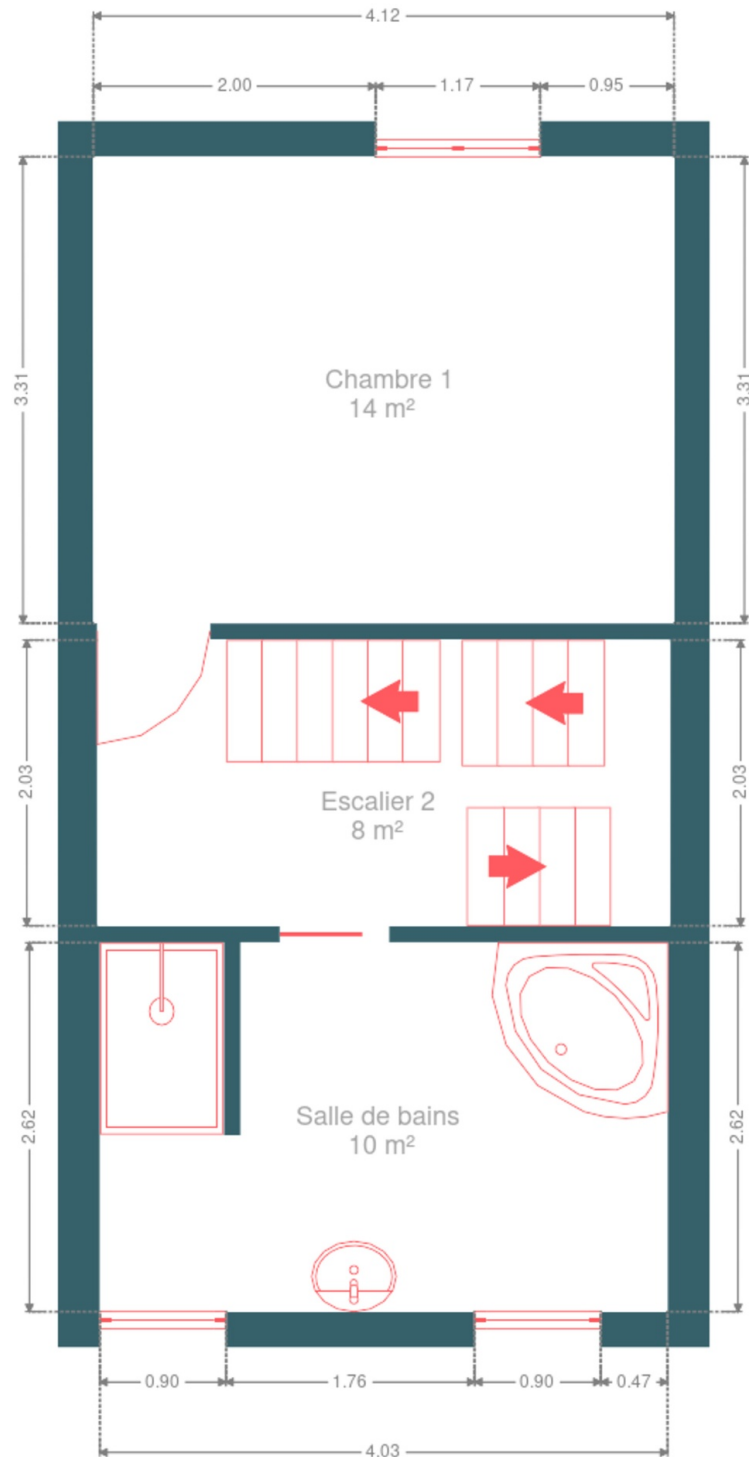 4.12
2.00
1.17
0.95
3.31
3.31
Chambre 1
14 m²
2.03
2.03
Escalier 2
8 m²
2.62
2.62
Salle de bains
10 m²
0.90
1.76
0.90
0.47
4.03